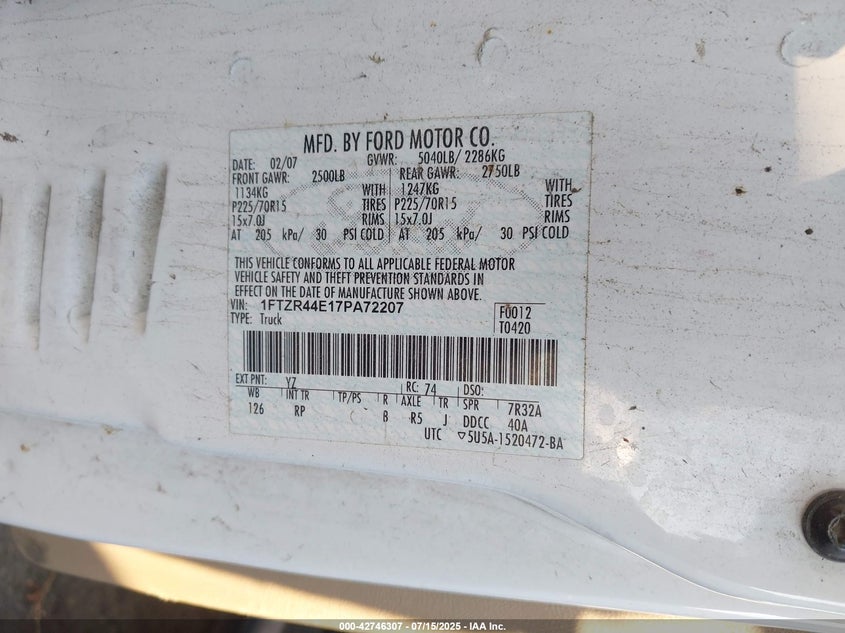 MFD. BY FORD MOTOR CO.
DATE: 02/07 GVWR: 5040LB/ 2286KG
FRONT GAWR: 2500LB REAR GAWR: 2750LB
1134KG WITH 1247KG WITH
P225/70R15 TIRES P225/70R15 TIRES
15x7.0J RIMS 15x7.0J RIMS
AT 205 kPa/ 30 PSI COLD AT 205 kPa/ 30 PSI COLD
THIS VEHICLE CONFORMS TO ALL APPLICABLE FEDERAL MOTOR
VEHICLE SAFETY AND THEFT PREVENTION STANDARDS IN
EFFECT ON THE DATE OF MANUFACTURE SHOWN ABOVE.
VIN: 1FTZR44E17PA72207 F0012
TYPE: Truck T0420
EXT PNT: YZ RC: 74 DSO:
WB INT TR TP/PS R AXLE TR SPR 7R32A
126 RP C B R5 J DDCC 40A
UTC ▽5U5A-1520472-BA
000-42746307 - 07/15/2025 - IAA Inc.